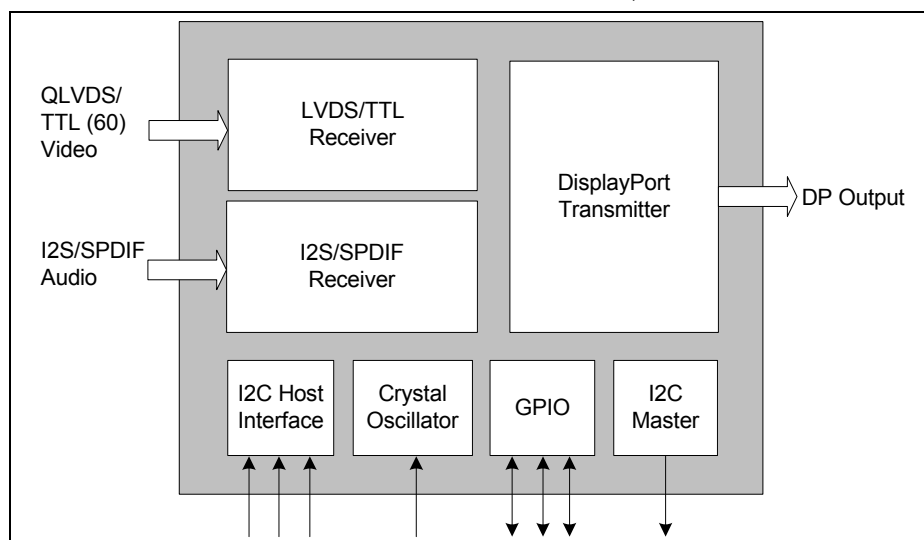 QLVDS/
TTL (60)
Video
LVDS/TTL
Receiver
DisplayPort
Transmitter
DP Output
I2S/SPDIF
Audio
I2S/SPDIF
Receiver
I2C Host
Interface
Crystal
Oscillator
GPIO
I2C
Master